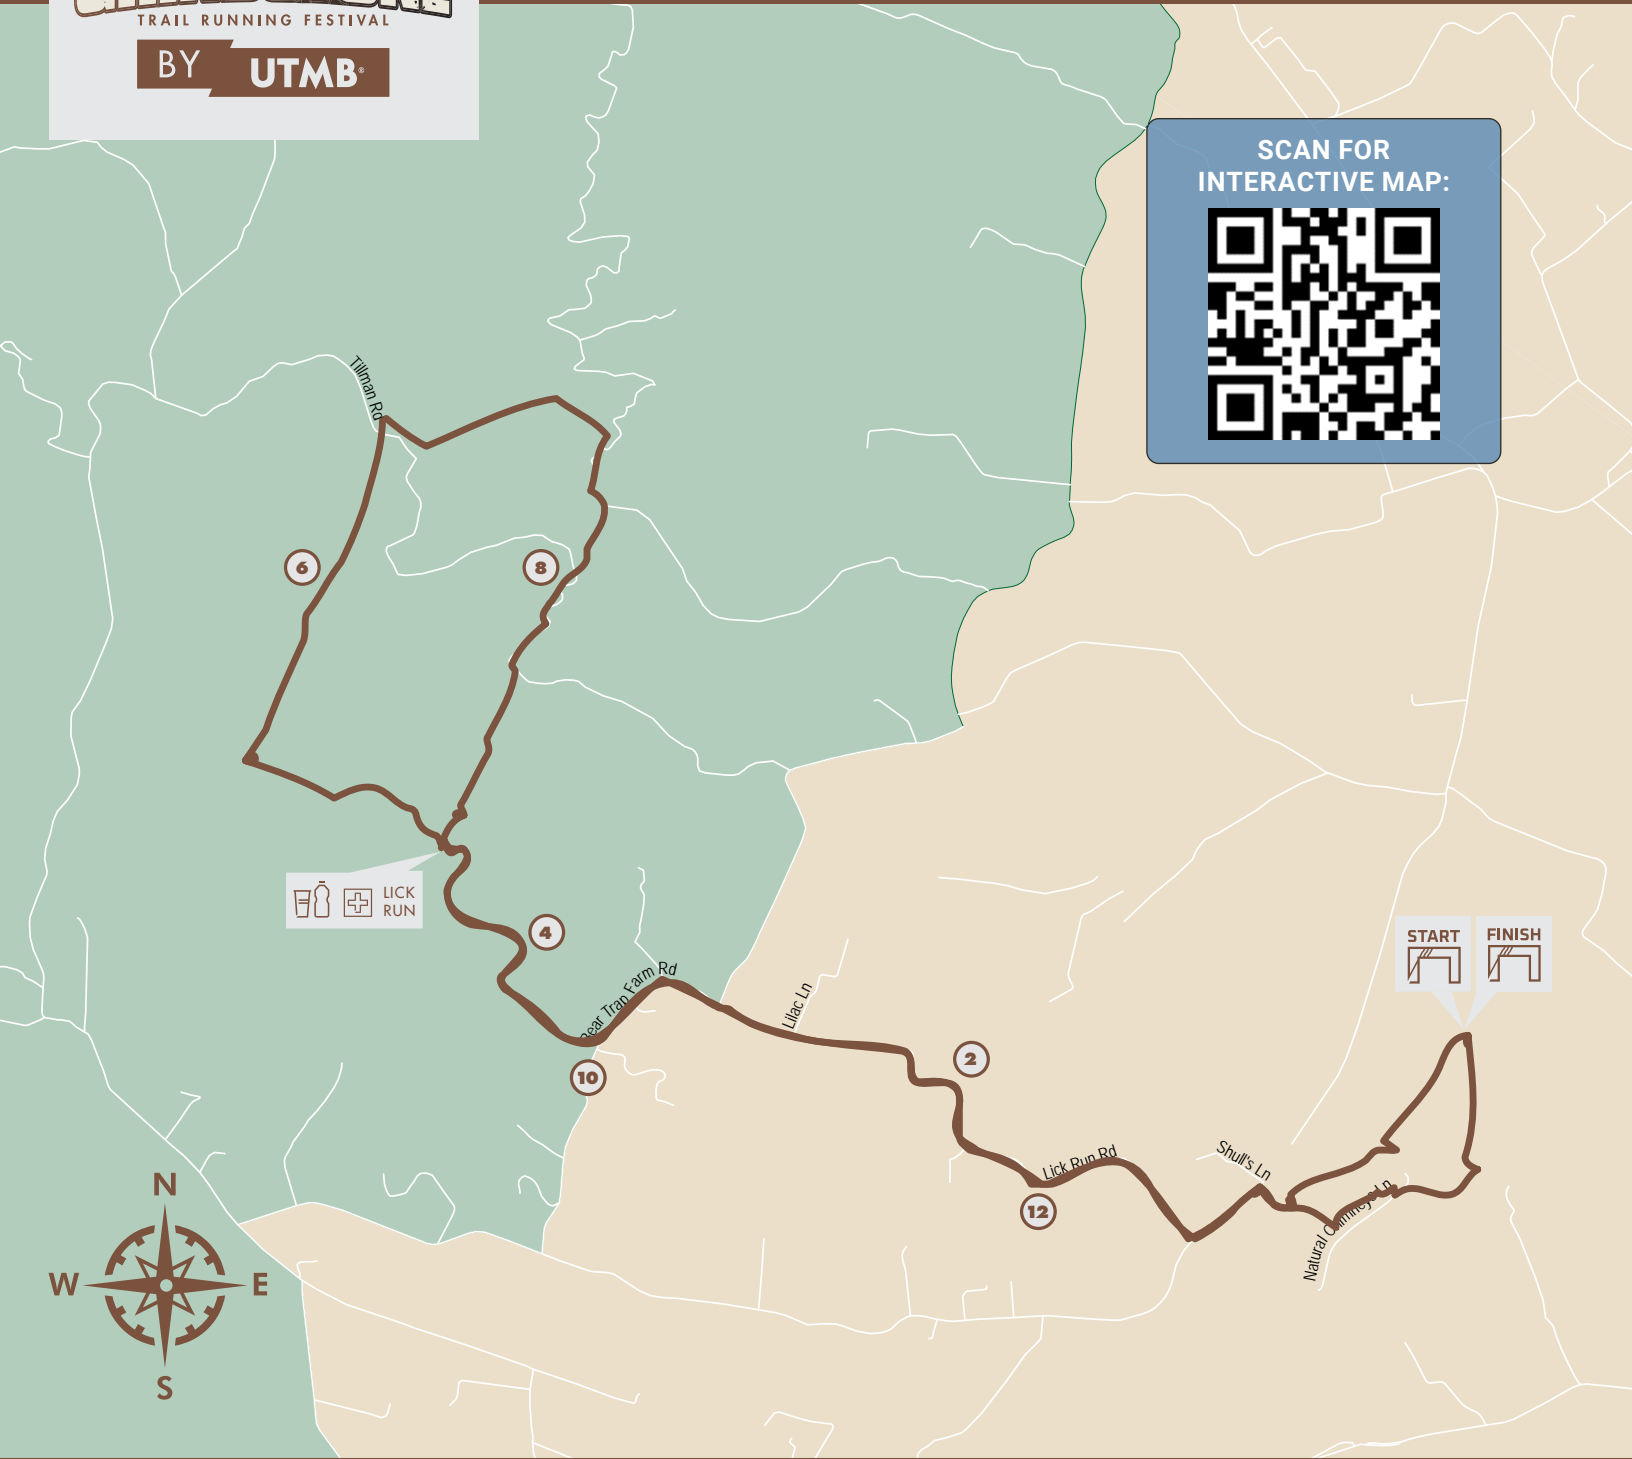 TRAIL RUNNING FESTIVAL
BY UTMB®
SCAN FOR
INTERACTIVE MAP:
Tillman Rd
6
8
LICK
RUN
4
Bear Trap Farm Rd
10
Lilac Ln
2
Lick Run Rd
12
Shull's Ln
Natural Chimneys Ln
START
FINISH
N
W
E
S